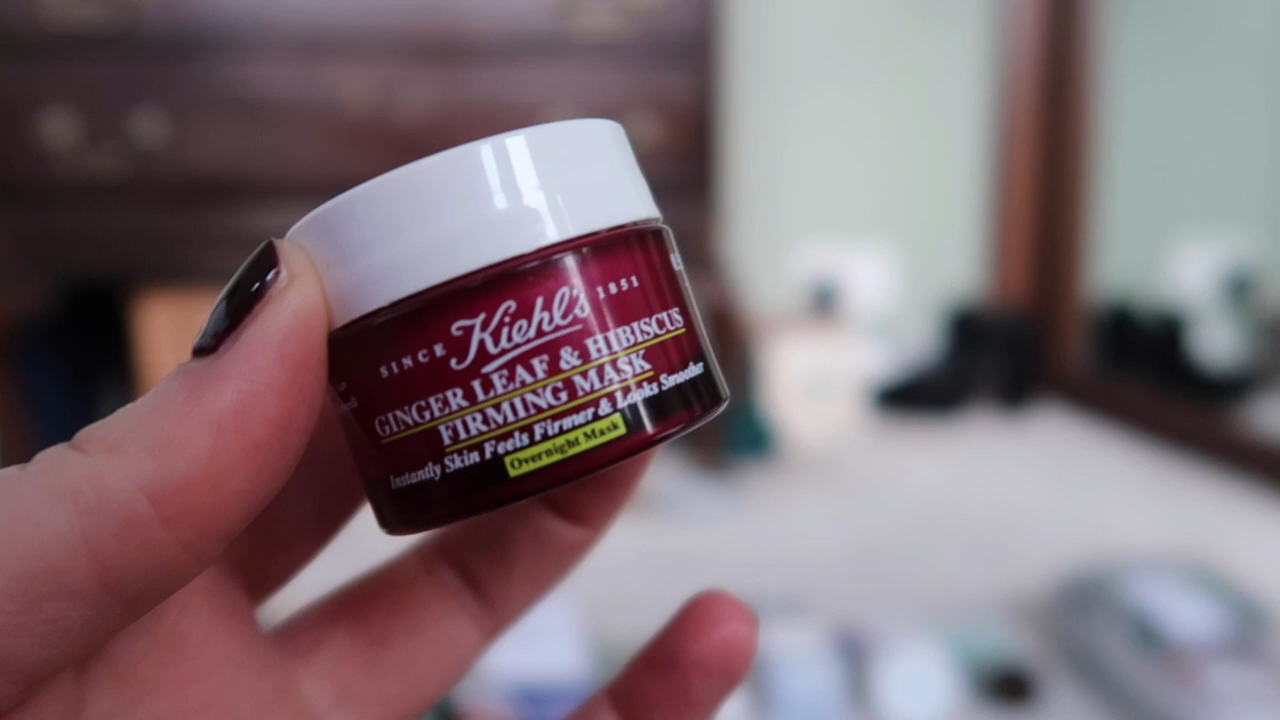 SINCE Kiehl's 1851
GINGER LEAF & HIBISCUS
FIRMING MASK
Instantly Skin Feels Firmer & Looks Smoother
Overnight Mask